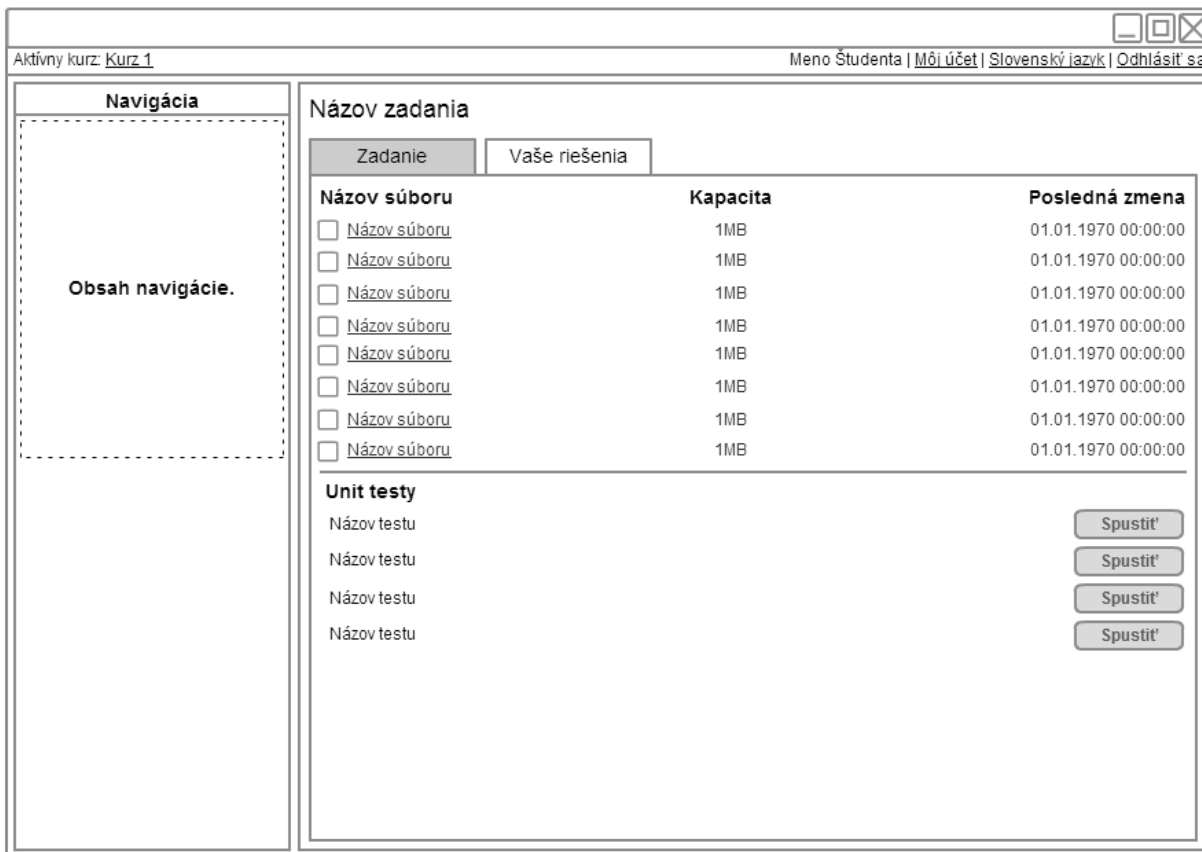 Aktívny kurz: Kurz 1
Meno Študenta | Môj účet | Slovenský jazyk | Odhlásiť sa
Navigácia
Obsah navigácie.
Názov zadania
Zadanie Vaše riešenia
Názov súboru Kapacita Posledná zmena
Názov súboru 1MB 01.01.1970 00:00:00
Názov súboru 1MB 01.01.1970 00:00:00
Názov súboru 1MB 01.01.1970 00:00:00
Názov súboru 1MB 01.01.1970 00:00:00
Názov súboru 1MB 01.01.1970 00:00:00
Názov súboru 1MB 01.01.1970 00:00:00
Názov súboru 1MB 01.01.1970 00:00:00
Názov súboru 1MB 01.01.1970 00:00:00
Unit testy
Názov testu Spustiť
Názov testu Spustiť
Názov testu Spustiť
Názov testu Spustiť